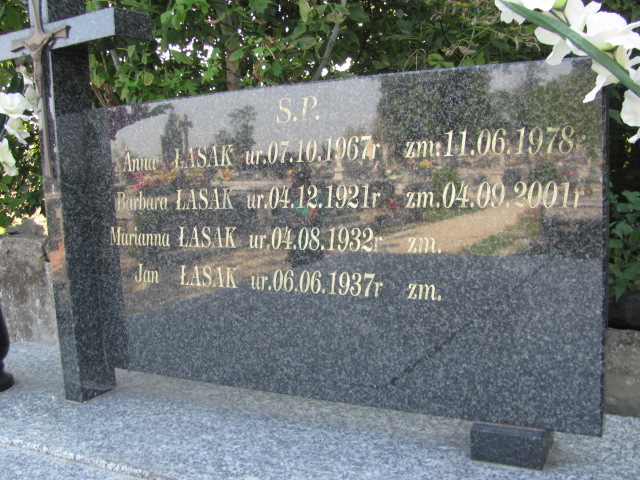 S.P.
Anna ŁASAK ur.07.10.1967r zm:11.06.1978r
Barbara ŁASAK ur.04.12.1921r zm.04.09.2001r
Marianna ŁASAK ur.04.08.1932r zm.
Jan ŁASAK ur.06.06.1937r zm.